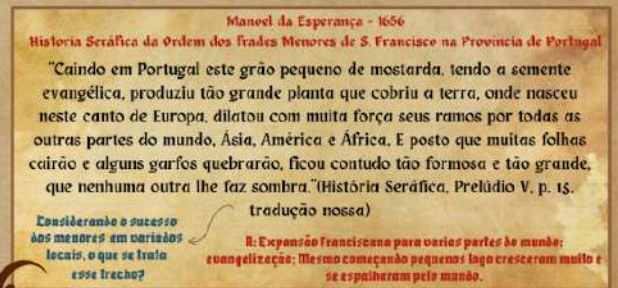 Manoel da Esperança - 1656
Historia Seráfica da Ordem dos Frades Menores de S. Francisco na Provincia de Portugal
"Caindo em Portugal este grão pequeno de mostarda, tendo a semente
evangélica, produziu tão grande planta que cobriu a terra, onde nasceu
neste canto de Europa, dilatou com muita força seus ramos por todas as
outras partes do mundo, Ásia, América e África. E posto que muitas folhas
cairão e alguns garfos quebrarão, ficou contudo tão formosa e tão grande,
que nenhuma outra lhe faz sombra."(História Seráfica, Prelúdio V, p. 15,
tradução nossa)
Considerando o sucesso
dos menores em variados
locais, o que se trata
esse trecho?
R: Expansão Franciscana para varias partes do mundo;
evangelização; Mesmo começando pequenos logo cresceram muito e
se espalharam pelo mundo.